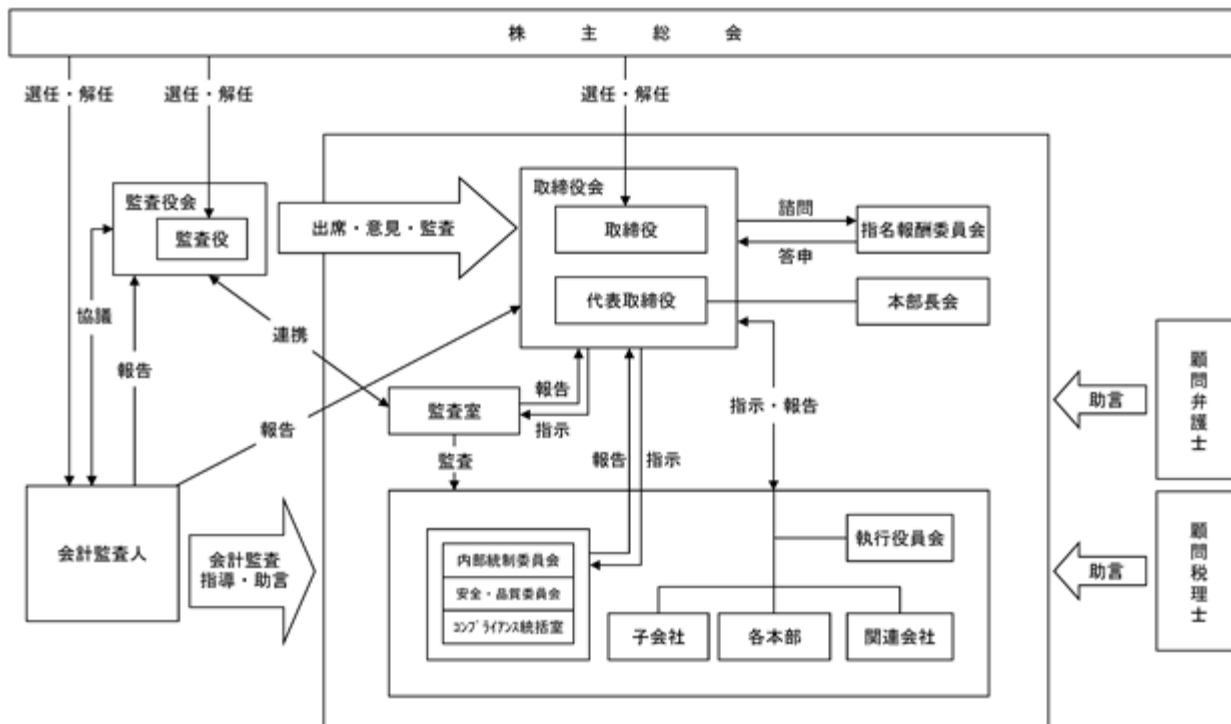 株主総会
選任・解任
選任・解任
選任・解任
監査役会
監査役
出席・意見・監査
取締役会
取締役
代表取締役
諮問
答申
指名報酬委員会
本部長会
協議
報告
連携
報告
監査室
報告
指示
監査
報告
指示
指示・報告
助言
顧問弁護士
会計監査人
会計監査
指導・助言
内部統制委員会
安全・品質委員会
ｺﾝﾌﾟﾗｲｱﾝｽ統括室
執行役員会
子会社
各本部
関連会社
助言
顧問税理士